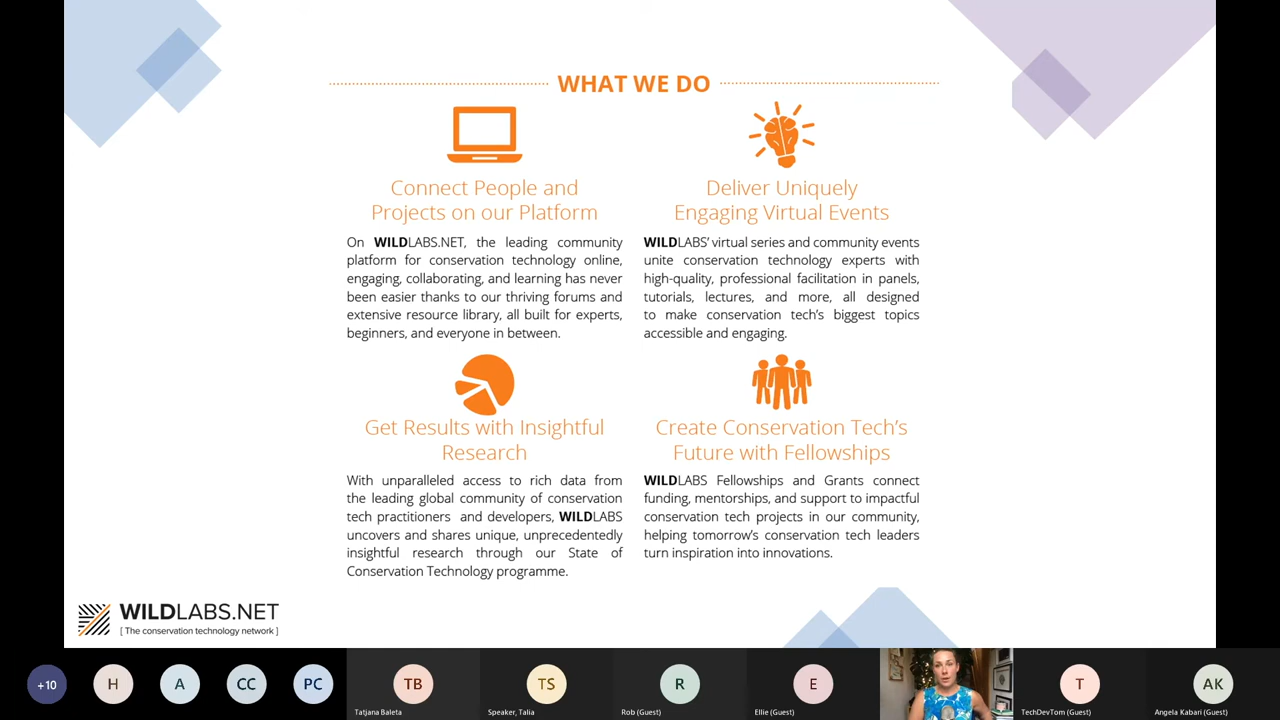 WHAT WE DO
Connect People and
Projects on our Platform
On WILDLABS.NET, the leading community
platform for conservation technology online,
engaging, collaborating, and learning has never
been easier thanks to our thriving forums and
extensive resource library, all built for experts,
beginners, and everyone in between.
Deliver Uniquely
Engaging Virtual Events
WILDLABS’ virtual series and community events
unite conservation technology experts with
high-quality, professional facilitation in panels,
tutorials, lectures, and more, all designed
to make conservation tech’s biggest topics
accessible and engaging.
Get Results with Insightful
Research
With unparalleled access to rich data from
the leading global community of conservation
tech practitioners and developers, WILDLABS
uncovers and shares unique, unprecedentedly
insightful research through our State of
Conservation Technology programme.
Create Conservation Tech’s
Future with Fellowships
WILDLABS Fellowships and Grants connect
funding, mentorships, and support to impactful
conservation tech projects in our community,
helping tomorrow’s conservation tech leaders
turn inspiration into innovations.
WILDLABS.NET
[ The conservation technology network ]
+10
H
A
CC
PC
TB
Tatjana Baleta
TS
Speaker, Talia
R
Rob (Guest)
E
Ellie (Guest)
T
TechDevTom (Guest)
AK
Angela Kabari (Guest)